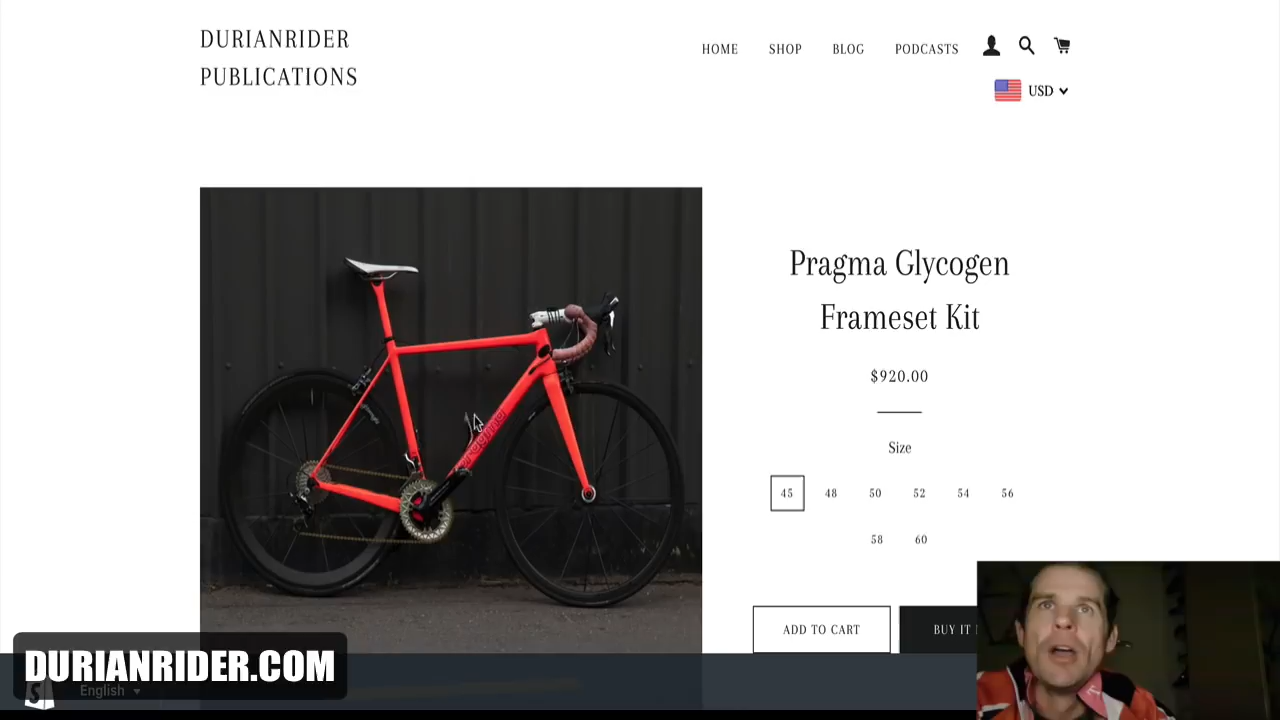 DURIANRIDER
PUBLICATIONS
HOME SHOP BLOG PODCASTS
USD
Pragma Glycogen
Frameset Kit
$920.00
Size
45 48 50 52 54 56
58 60
ADD TO CART BUY IT
DURIANRIDER.COM
English